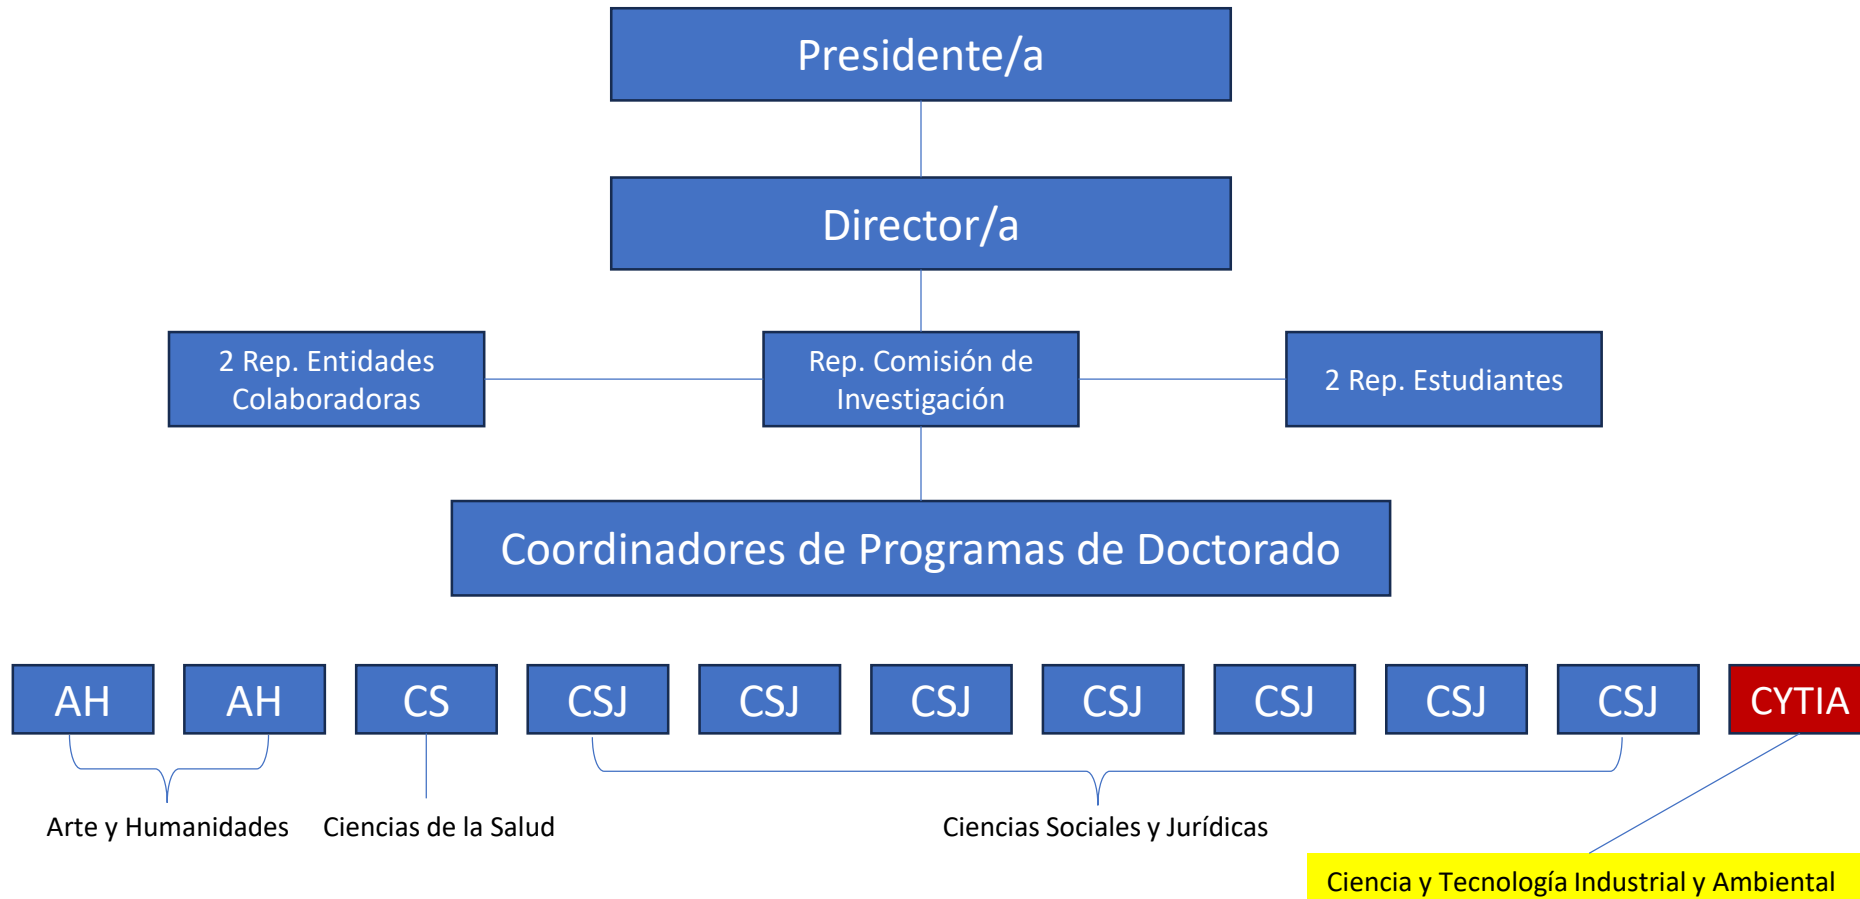 Presidente/a
Director/a
2 Rep. Entidades
Colaboradoras
Rep. Comisión de
Investigación
2 Rep. Estudiantes
Coordinadores de Programas de Doctorado
AH
AH
CS
CSJ
CSJ
CSJ
CSJ
CSJ
CSJ
CSJ
CYTIA
Arte y Humanidades
Ciencias de la Salud
Ciencias Sociales y Jurídicas
Ciencia y Tecnología Industrial y Ambiental